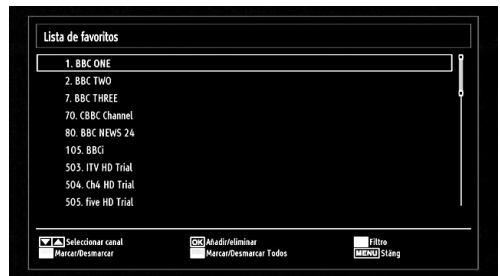 Lista de favoritos
1. BBC ONE
2. BBC TWO
7. BBC THREE
70. CBBC Channel
80. BBC NEWS 24
105. BBCi
503. ITV HD Trial
504. Ch4 HD Trial
505. five HD Trial
Seleccionar canal OK Añadir/eliminar Filtro
Marcar/Desmarcar Marcar/Desmarcar Todos MENU Stäng